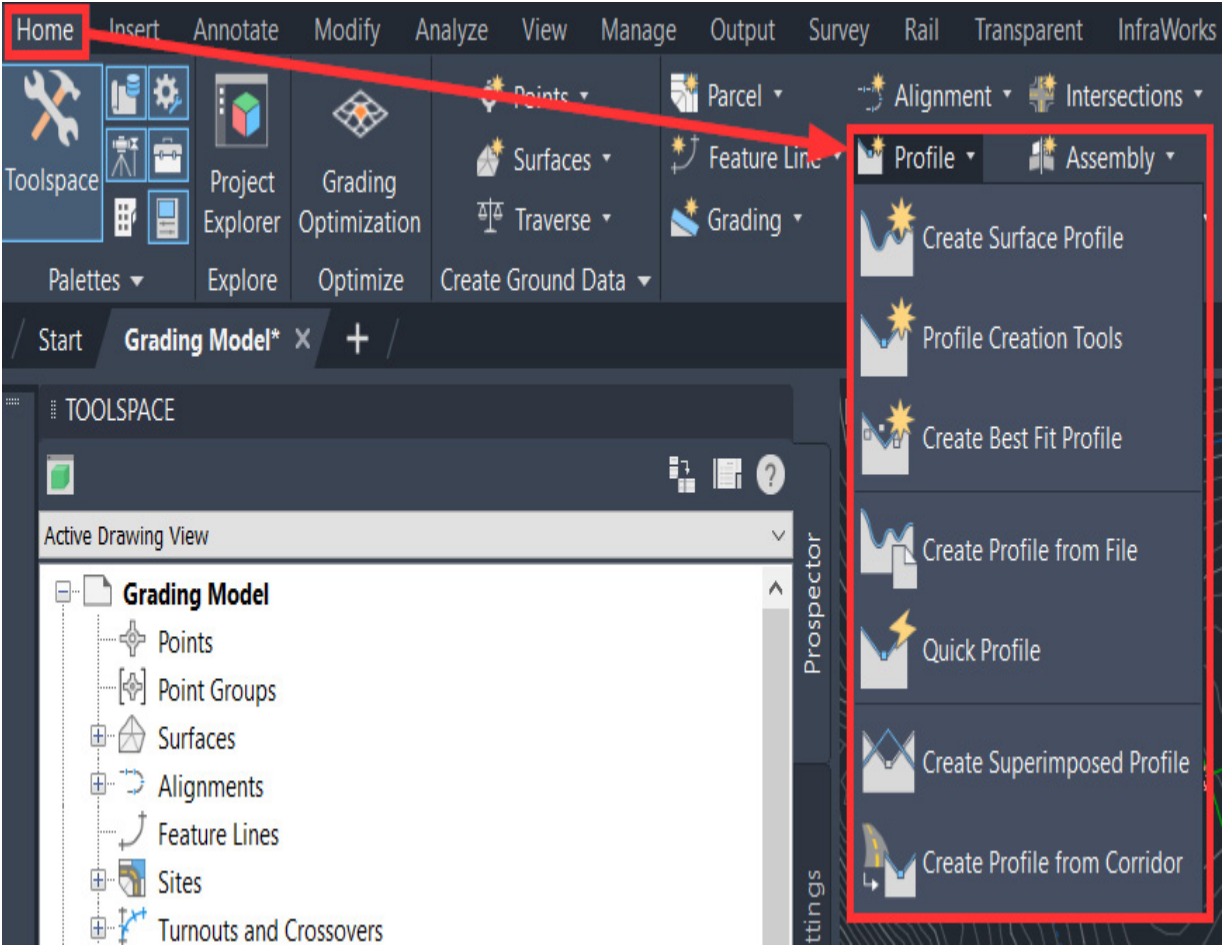 Home Insert Annotate Modify Analyze View Manage Output Survey Rail Transparent InfraWorks
Toolspace
Project
Explorer
Grading
Optimization
Points
Surfaces
Traverse
Parcel
Feature Line
Grading
Alignment
Intersections
Profile
Assembly
Palettes
Explore
Optimize
Create Ground Data
Create Surface Profile
Profile Creation Tools
Create Best Fit Profile
Create Profile from File
Quick Profile
Create Superimposed Profile
Create Profile from Corridor
Start
Grading Model*
TOOLSPACE
Active Drawing View
Grading Model
Points
Point Groups
Surfaces
Alignments
Feature Lines
Sites
Turnouts and Crossovers
Prospector